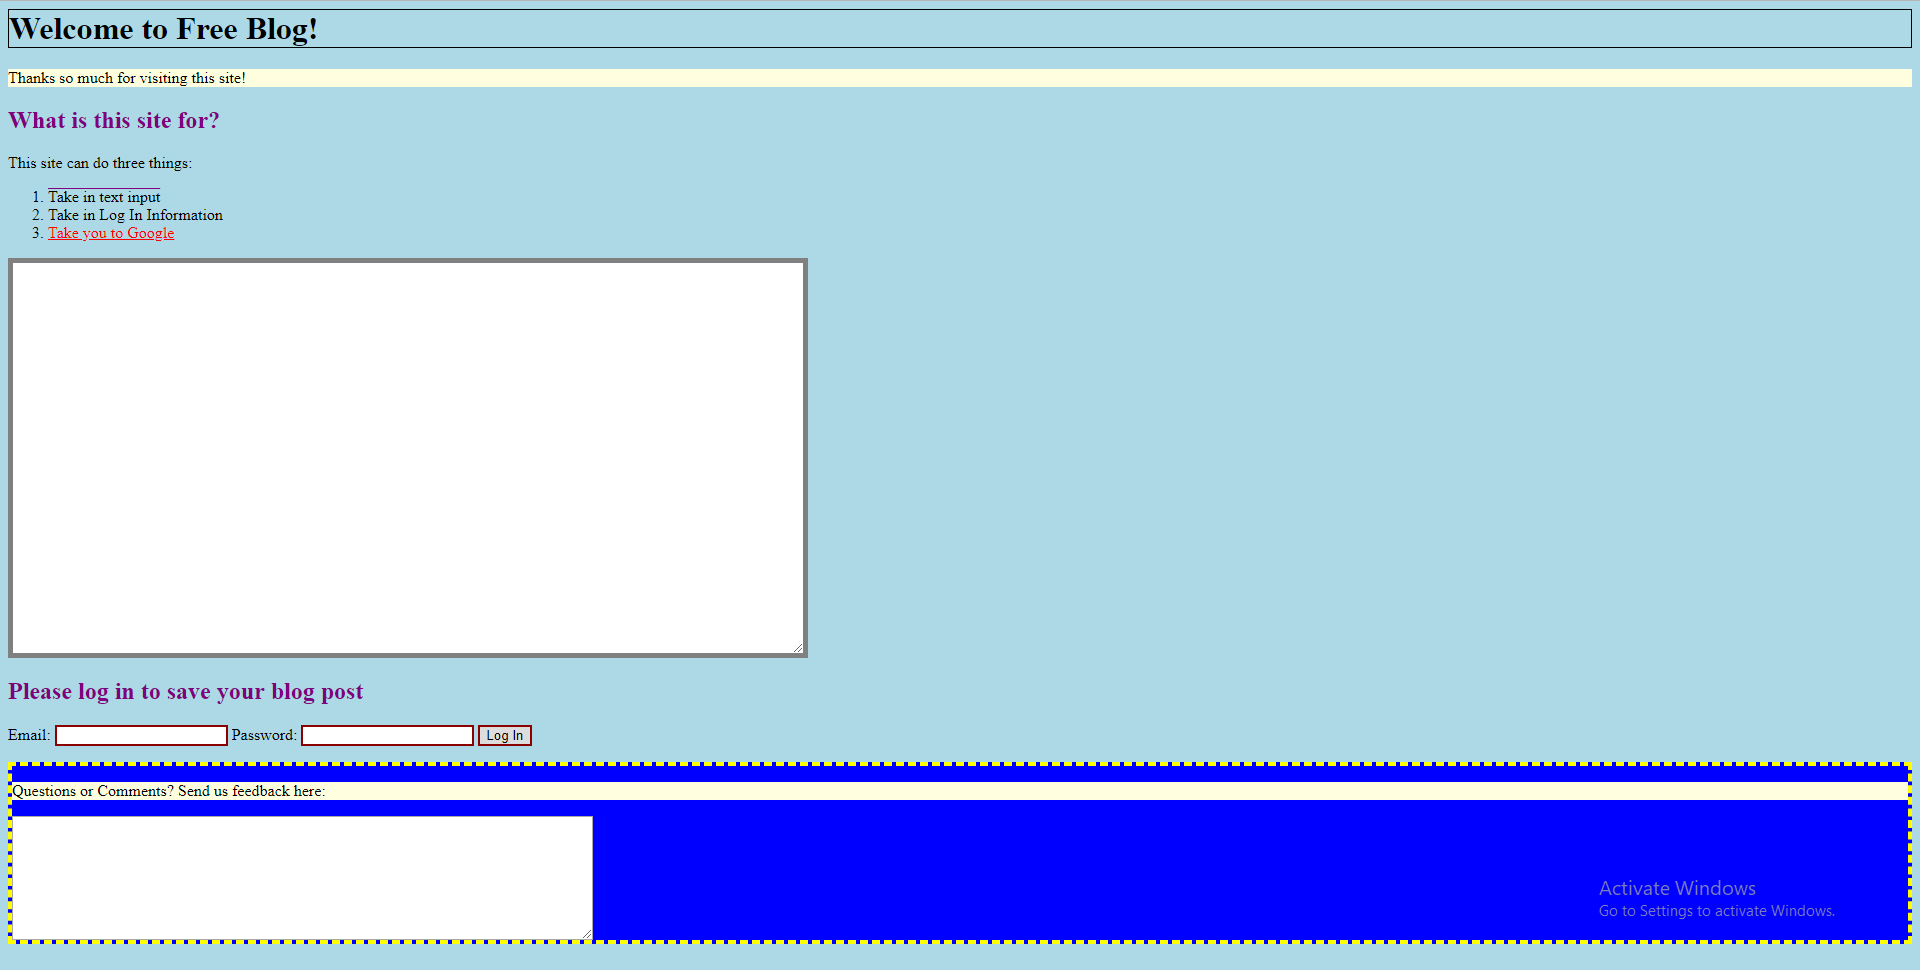 Welcome to Free Blog!
Thanks so much for visiting this site!
What is this site for?
This site can do three things:
1. Take in text input
2. Take in Log In Information
3. Take you to Google
Please log in to save your blog post
Email: Password: Log In
Questions or Comments? Send us feedback here:
Activate Windows
Go to Settings to activate Windows.